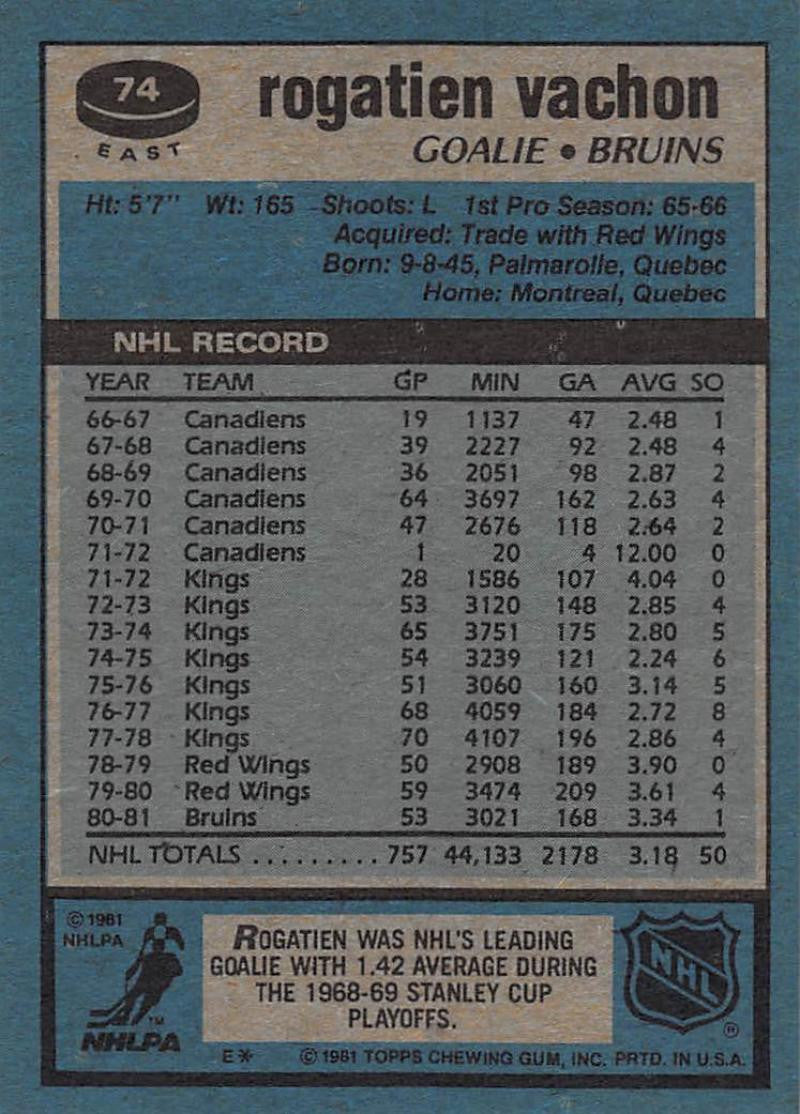 74
EAST
rogatien vachon
GOALIE • BRUINS
Ht: 5'7" Wt: 165 Shoots: L 1st Pro Season: 65-66
Acquired: Trade with Red Wings
Born: 9-8-45, Palmarolle, Quebec
Home: Montreal, Quebec
NHL RECORD
YEAR TEAM GP MIN GA AVG SO
66-67 Canadiens 19 1137 47 2.48 1
67-68 Canadiens 39 2227 92 2.48 4
68-69 Canadiens 36 2051 98 2.87 2
69-70 Canadiens 64 3697 162 2.63 4
70-71 Canadiens 47 2676 118 2.64 2
71-72 Canadiens 1 20 4 12.00 0
71-72 Kings 28 1586 107 4.04 0
72-73 Kings 53 3120 148 2.85 4
73-74 Kings 65 3751 175 2.80 5
74-75 Kings 54 3239 121 2.24 6
75-76 Kings 51 3060 160 3.14 5
76-77 Kings 68 4059 184 2.72 8
77-78 Kings 70 4107 196 2.86 4
78-79 Red Wings 50 2908 189 3.90 0
79-80 Red Wings 59 3474 209 3.61 4
80-81 Bruins 53 3021 168 3.34 1
NHL TOTALS .......... 757 44,133 2178 3.18 50
© 1981
NHLPA
ROGATIEN WAS NHL'S LEADING
GOALIE WITH 1.42 AVERAGE DURING
THE 1968-69 STANLEY CUP
PLAYOFFS.
NHL
®
TM
NHLPA
E* © 1981 TOPPS CHEWING GUM, INC. PRTD. IN U.S.A.